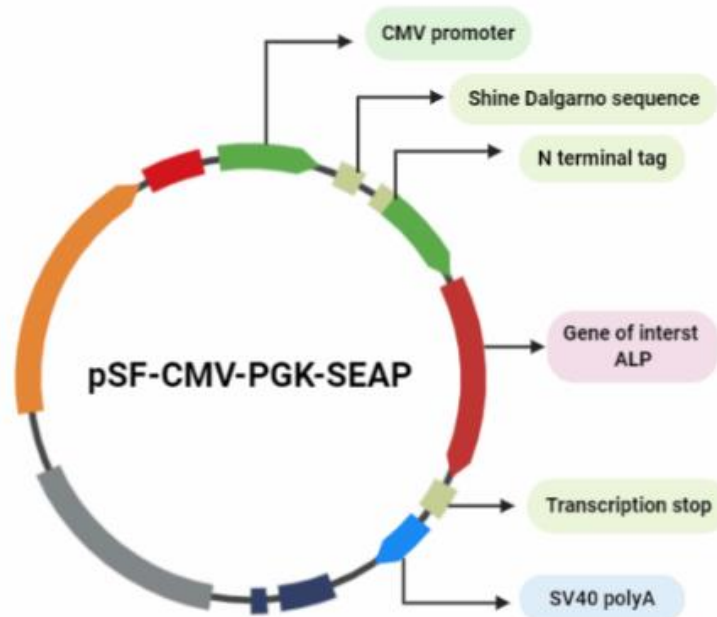 CMV promoter
Shine Dalgarno sequence
N terminal tag
Gene of interst
ALP
pSF-CMV-PGK-SEAP
Transcription stop
SV40 polyA